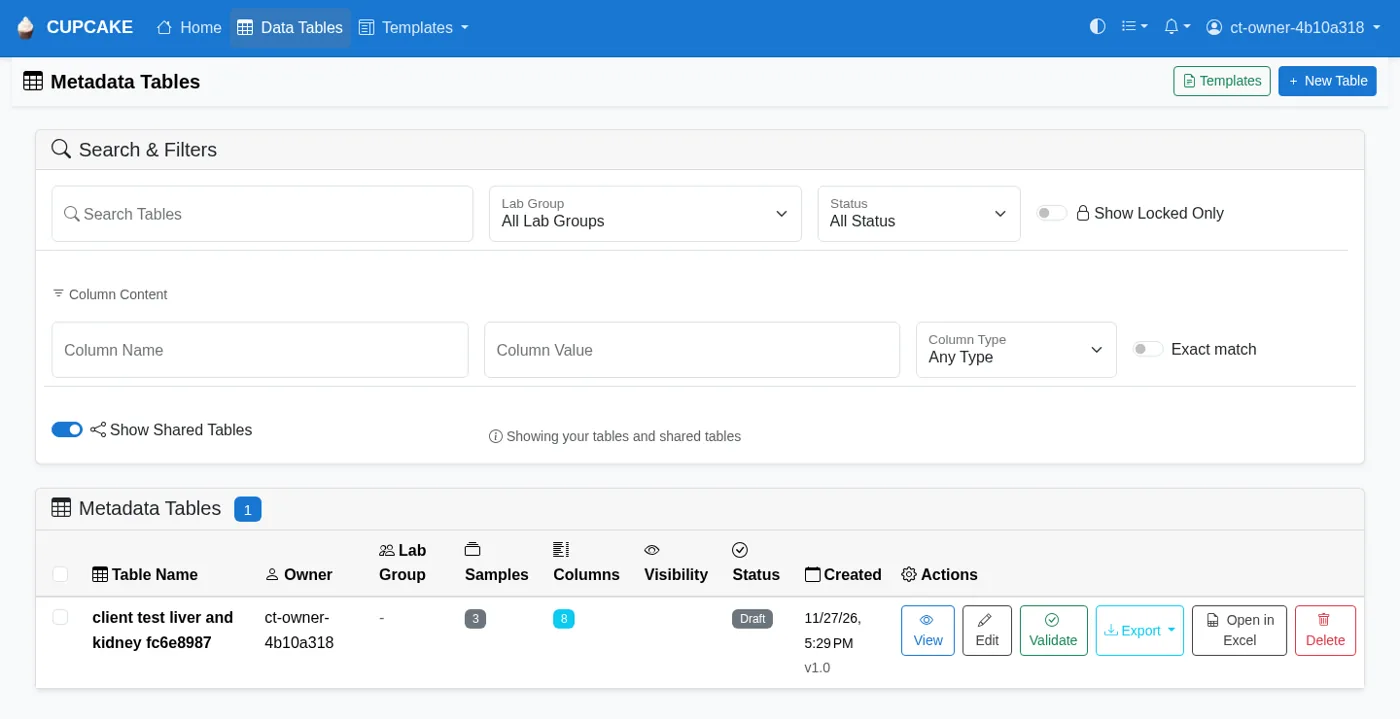 CUPCAKE Home Data Tables Templates ct-owner-4b10a318
Metadata Tables Templates + New Table
Search & Filters
Search Tables
Lab Group
All Lab Groups
Status
All Status
Show Locked Only
Column Content
Column Name
Column Value
Column Type
Any Type
Exact match
Show Shared Tables
Showing your tables and shared tables
Metadata Tables 1
Table Name
Owner
Lab
Group
Samples
Columns
Visibility
Status
Created
Actions
client test liver and
kidney fc6e8987
ct-owner-
4b10a318
-
3
8
Draft
11/27/26,
5:29 PM
v1.0
View
Edit
Validate
Export
Open in
Excel
Delete